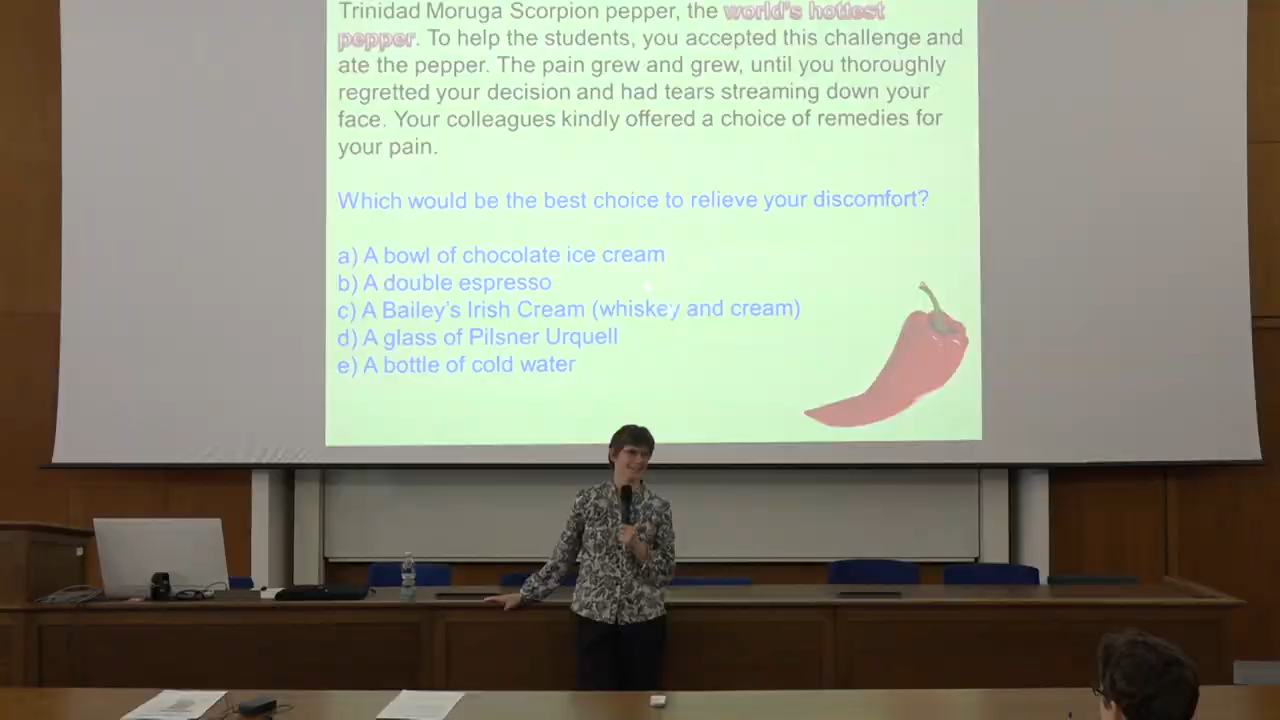 Trinidad Moruga Scorpion pepper, the world's hottest
pepper. To help the students, you accepted this challenge and
ate the pepper. The pain grew and grew, until you thoroughly
regretted your decision and had tears streaming down your
face. Your colleagues kindly offered a choice of remedies for
your pain.
Which would be the best choice to relieve your discomfort?
a) A bowl of chocolate ice cream
b) A double espresso
c) A Bailey's Irish Cream (whiskey and cream)
d) A glass of Pilsner Urquell
e) A bottle of cold water